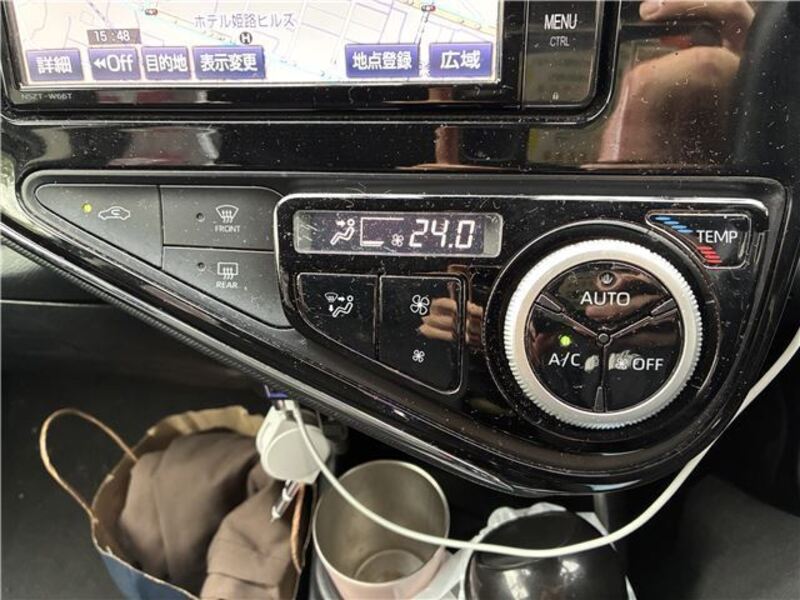 ホテル姫路ヒルズ
H
15:48
詳細 Off 目的地 表示変更 地点登録 広域
NSZT-W66T
MENU
CTRL
FRONT
REAR
24.0
TEMP
AUTO
A/C
OFF